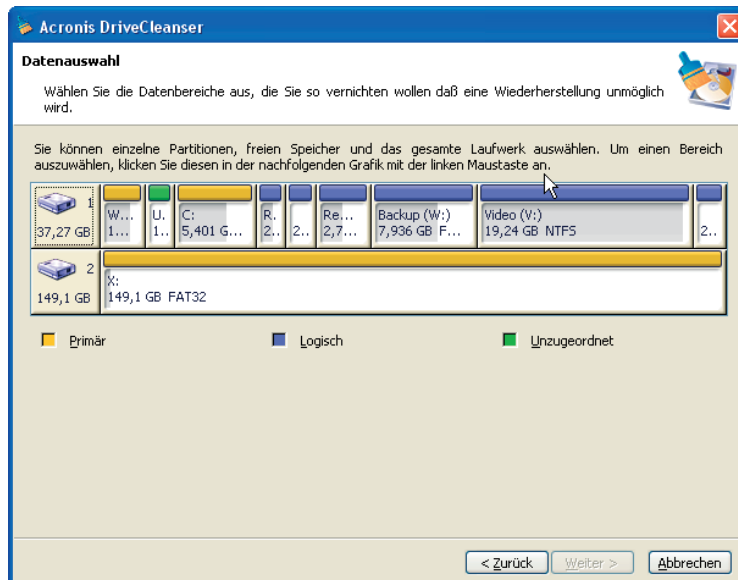 Acronis DriveCleanser
Datenauswahl
Wählen Sie die Datenbereiche aus, die Sie so vernichten wollen daß eine Wiederherstellung unmöglich
wird.
Sie können einzelne Partitionen, freien Speicher und das gesamte Laufwerk auswählen. Um einen Bereich
auszuwählen, klicken Sie diesen in der nachfolgenden Grafik mit der linken Maustaste an.
1
37,27 GB
W...
1...
U.
1..
C:
5,401 G...
R.
2..
2..
Re...
2,7...
Backup (W:)
7,936 GB F...
Video (V:)
19,24 GB NTFS
2..
2
149,1 GB
X:
149,1 GB FAT32
Primär
Logisch
Unzugeordnet
< Zurück
Weiter >
Abbrechen